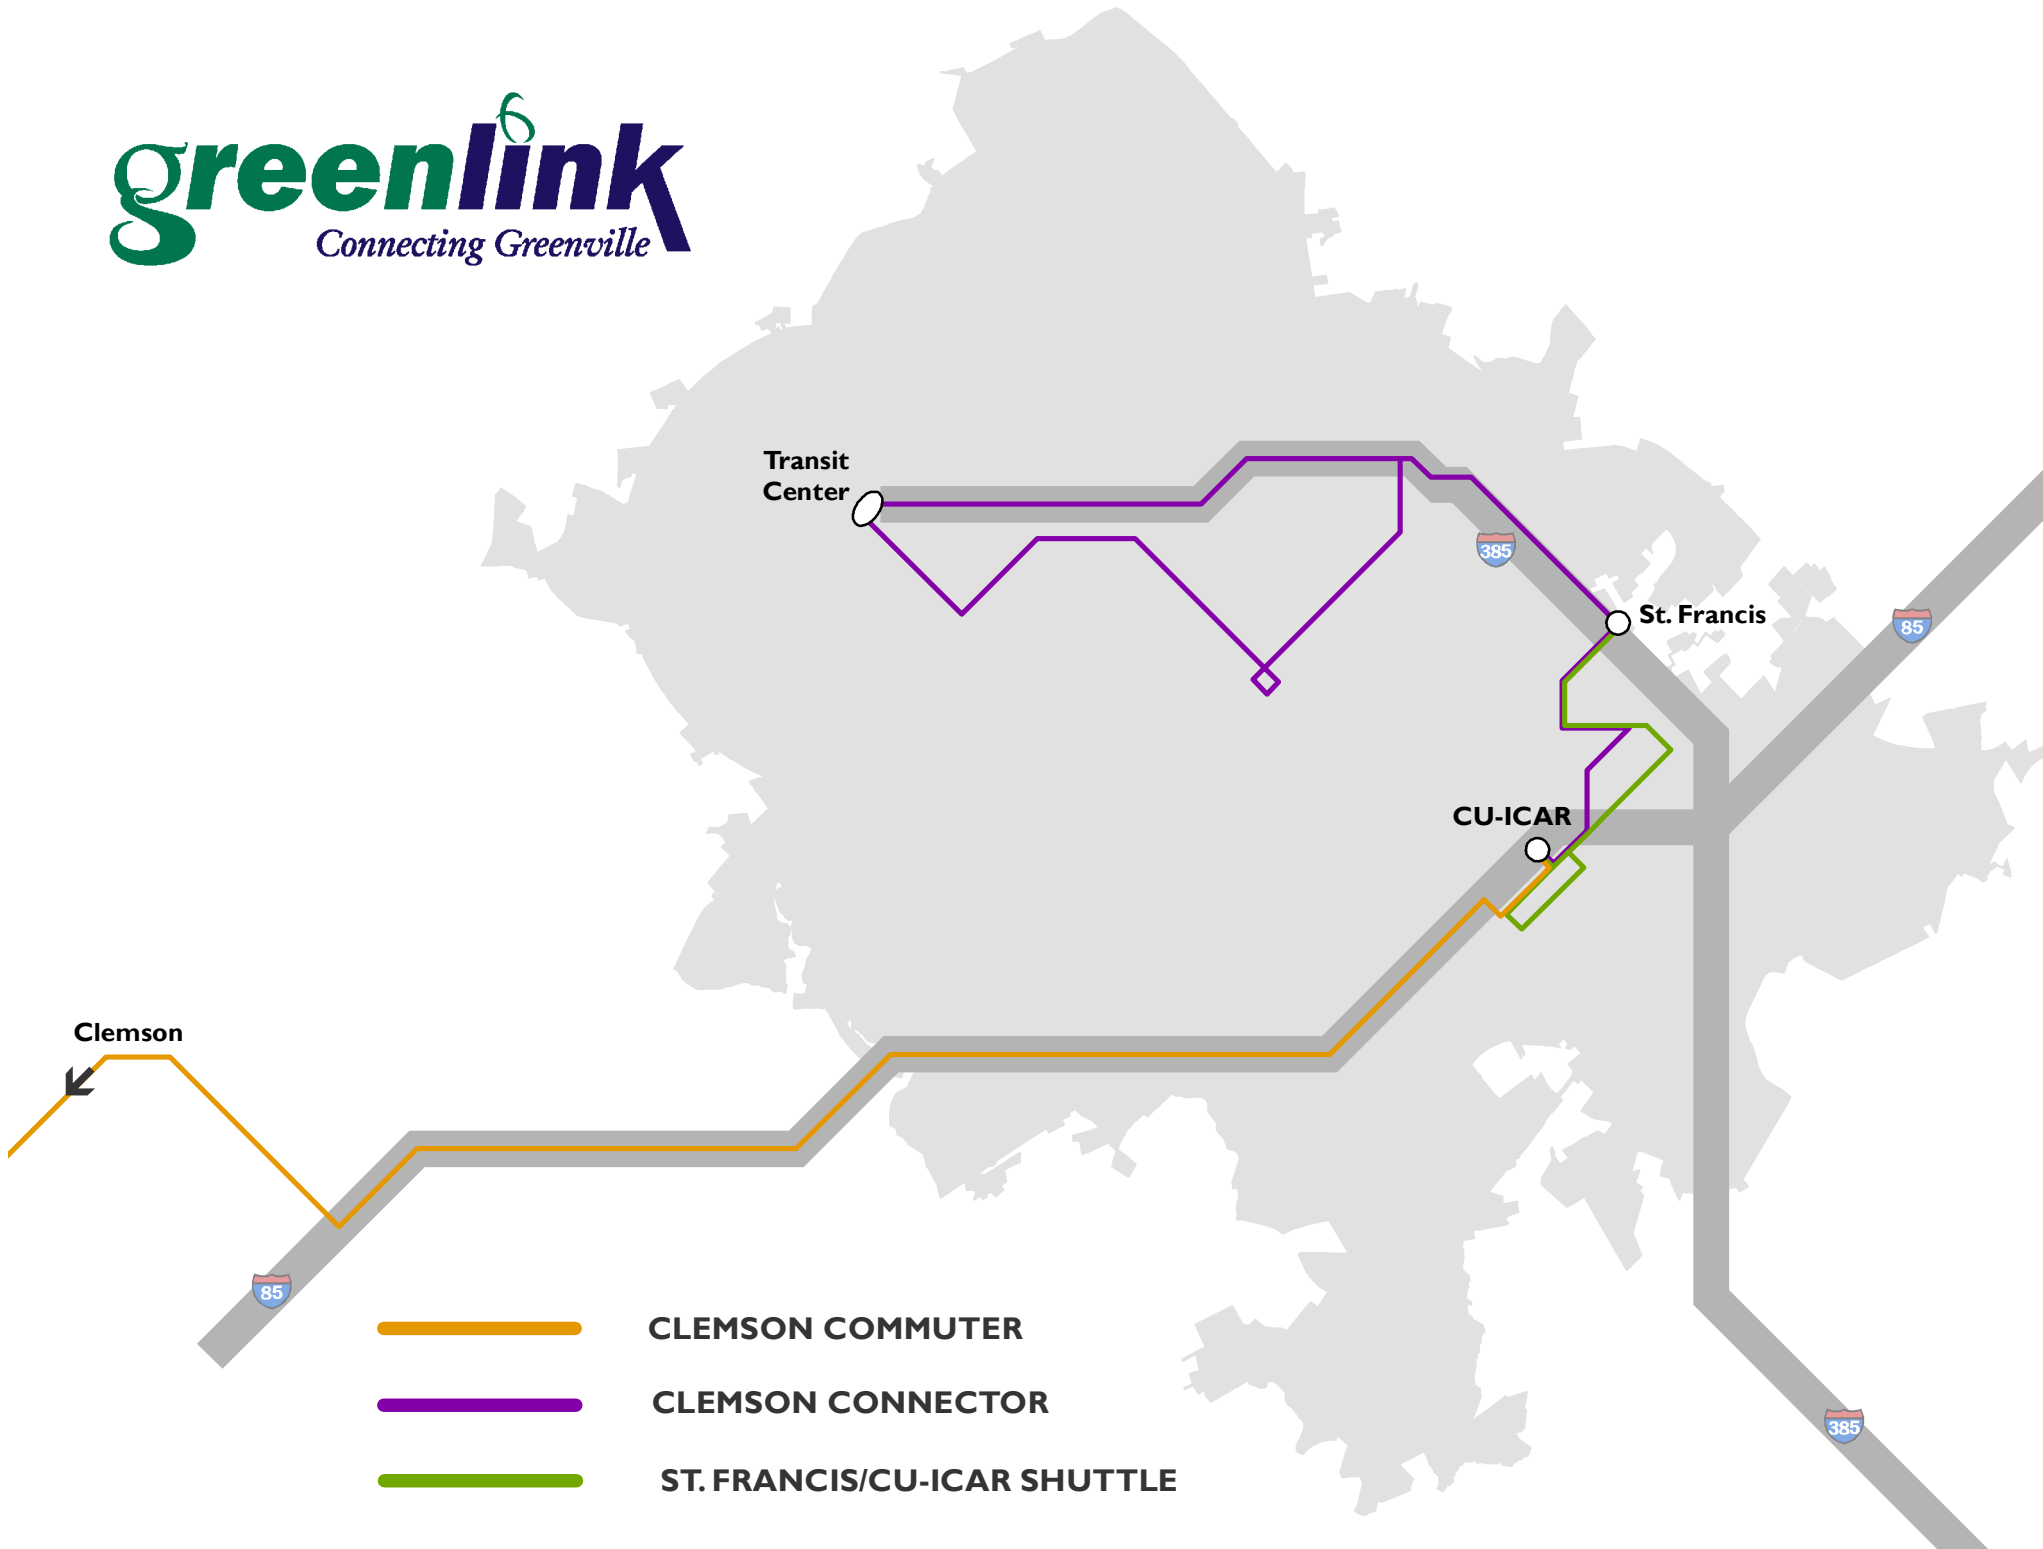 greenlink
Connecting Greenville
Transit
Center
385
St. Francis
85
CU-ICAR
Clemson
85
CLEMSON COMMUTER
CLEMSON CONNECTOR
385
ST. FRANCIS/CU-ICAR SHUTTLE